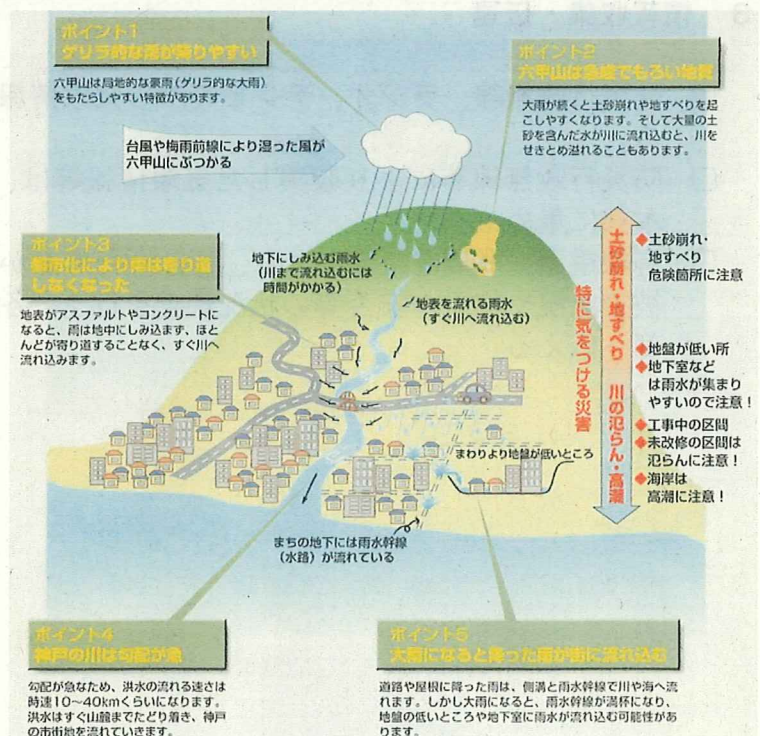 ポイント1
ゲリラ的な雨が降りやすい
六甲山は局地的な豪雨（ゲリラ的な大雨）
をもたらしやすい特徴があります。
ポイント2
六甲山は急峻でもろい地質
大雨が続くと土砂崩れや地すべりを起
こしやすくなります。そして大量の土
砂を含んだ水が川に流れ込むと、川を
せきとめ溢れることもあります。
台風や梅雨前線により湿った風が
六甲山にぶつかる
ポイント3
都市化により雨は寄り道
しなくなった
地表がアスファルトやコンクリートに
なると、雨は地中にしみ込まず、ほと
んどが寄り道することなく、すぐ川へ
流れ込みます。
地下にしみ込む雨水
（川まで流れ込むには
時間がかかる）
地表を流れる雨水
（すぐ川へ流れ込む）
特に気をつける災害
土砂崩れ・地すべり
川の氾らん・高潮
◆土砂崩れ・
地すべり
危険箇所に注意
◆地盤が低い所
◆地下室など
は雨水が集まり
やすいので注意！
◆工事中の区間
◆未改修の区間は
氾らんに注意！
◆海岸は
高潮に注意！
まわりより地盤が低いところ
まちの地下には雨水幹線
（水路）が流れている
ポイント4
神戸の川は勾配が急
勾配が急なため、洪水の流れる速さは
時速10～40kmくらいになります。
洪水はすぐ山麓までたどり着き、神戸
の市街地を流れていきます。
ポイント5
大雨になると降った雨が街に流れ込む
道路や屋根に降った雨は、側溝と雨水幹線で川や海へ流
れます。しかし大雨になると、雨水幹線が満杯になり、
地盤の低いところや地下室に雨水が流れ込む可能性があ
ります。